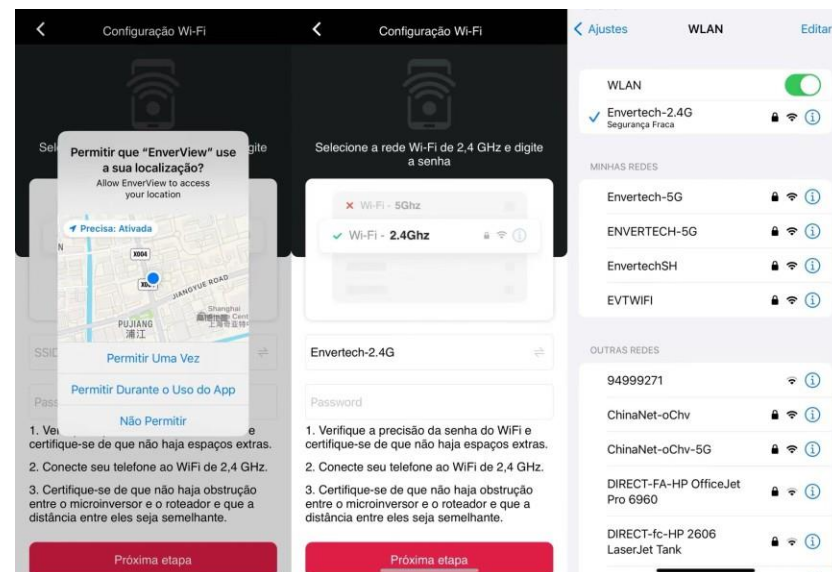 Configuração Wi-Fi
Sel
gite
Permitir que “EnverView” use
a sua localização?
Allow EnverView to access
your location
Precisa: Ativada
N
X004
JIANGYUE ROAD
PUJIANG
浦江
Shanghai
Permitir Uma Vez
SSID
Permitir Durante o Uso do App
Pass
Não Permitir
1. Ve
e
certifique-se de que não haja espaços extras.
2. Conecte seu telefone ao WiFi de 2,4 GHz.
3. Certifique-se de que não haja obstrução
entre o microinversor e o roteador e que a
distância entre eles seja semelhante.
Próxima etapa
Configuração Wi-Fi
Selecione a rede Wi-Fi de 2,4 GHz e digite
a senha
Wi-Fi - 5Ghz
Wi-Fi - 2.4Ghz
Envertech-2.4G
Password
1. Verifique a precisão da senha do WiFi e
certifique-se de que não haja espaços extras.
2. Conecte seu telefone ao WiFi de 2,4 GHz.
3. Certifique-se de que não haja obstrução
entre o microinversor e o roteador e que a
distância entre eles seja semelhante.
Próxima etapa
Ajustes
WLAN
Editar
WLAN
Envertech-2.4G
Segurança Fraca
MINHAS REDES
Envertech-5G
ENVERTECH-5G
EnvertechSH
EVTWIFI
OUTRAS REDES
94999271
ChinaNet-oChv
ChinaNet-oChv-5G
DIRECT-FA-HP OfficeJet
Pro 6960
DIRECT-fc-HP 2606
LaserJet Tank